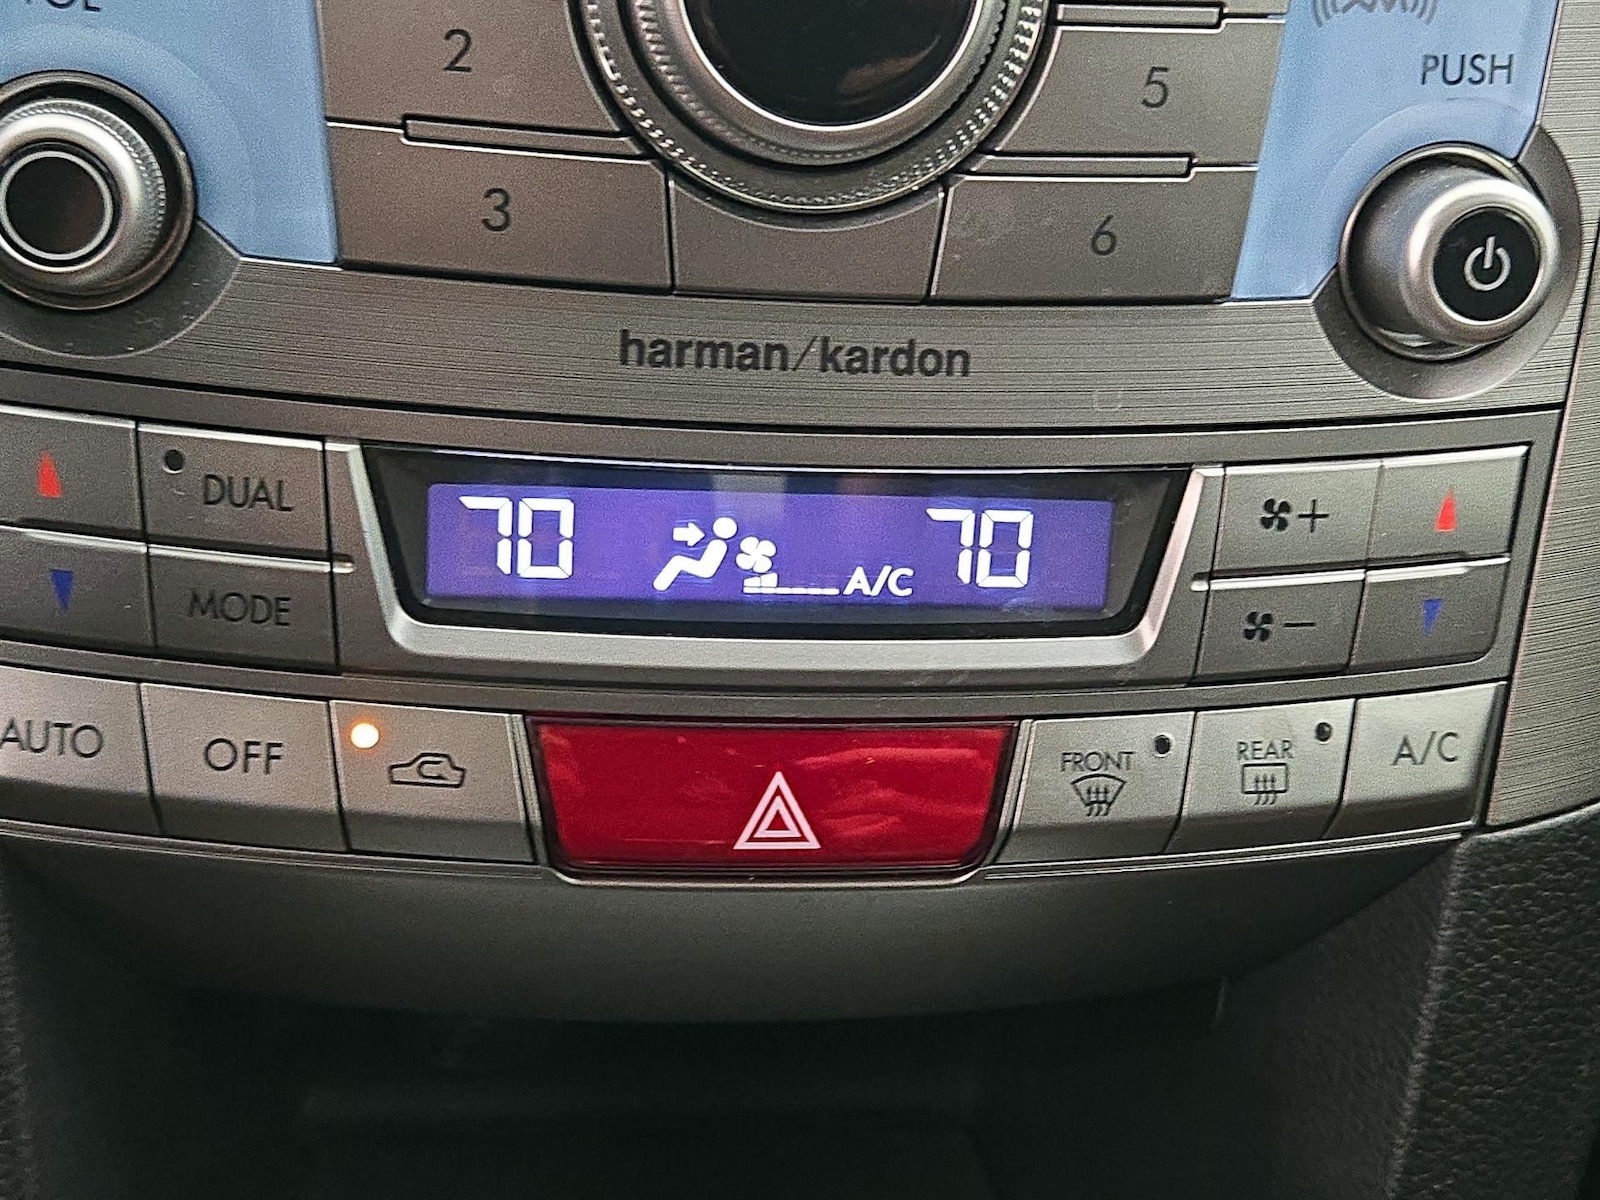 2
5
PUSH
3
6
harman/kardon
DUAL
MODE
70
A/C
70
+
−
AUTO
OFF
FRONT
REAR
A/C